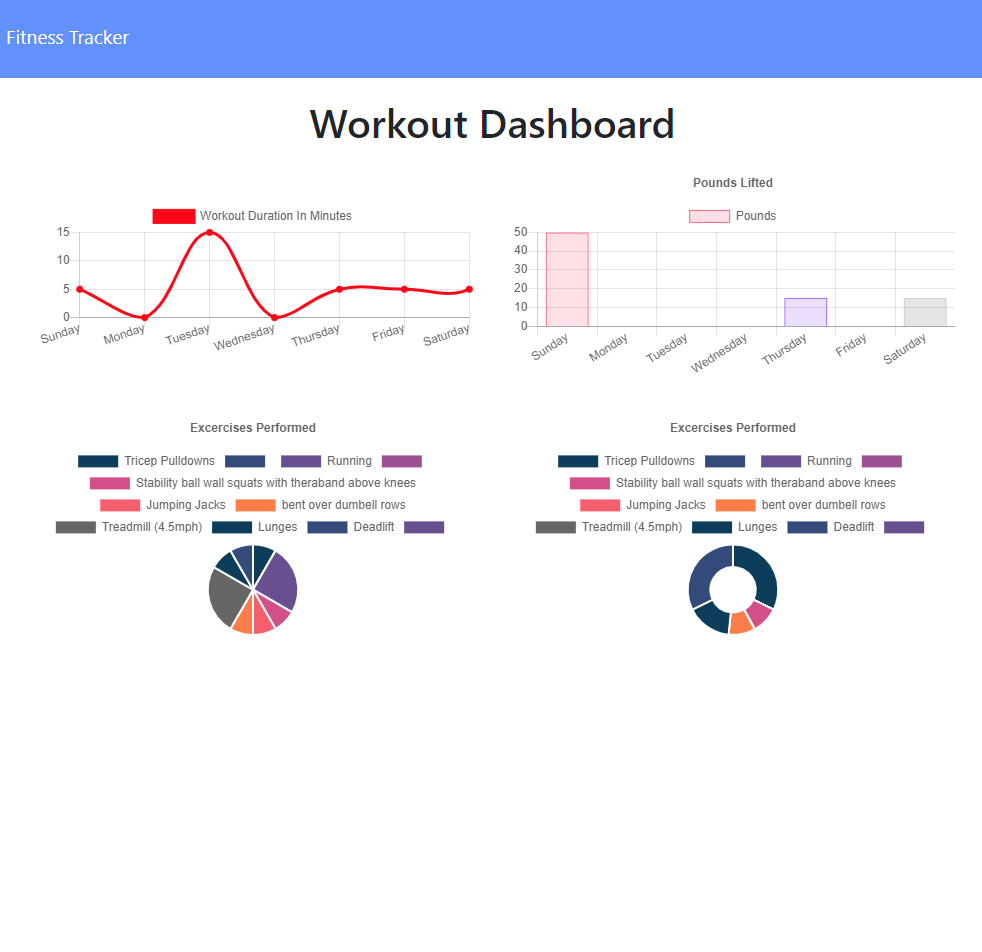 Fitness Tracker
Workout Dashboard
Workout Duration In Minutes
15
10
5
0
Sunday Monday Tuesday Wednesday Thursday Friday Saturday
Pounds Lifted
Pounds
50
40
30
20
10
0
Sunday Monday Tuesday Wednesday Thursday Friday Saturday
Excercises Performed
Tricep Pulldowns Running
Stability ball wall squats with theraband above knees
Jumping Jacks bent over dumbell rows
Treadmill (4.5mph) Lunges Deadlift
Excercises Performed
Tricep Pulldowns Running
Stability ball wall squats with theraband above knees
Jumping Jacks bent over dumbell rows
Treadmill (4.5mph) Lunges Deadlift